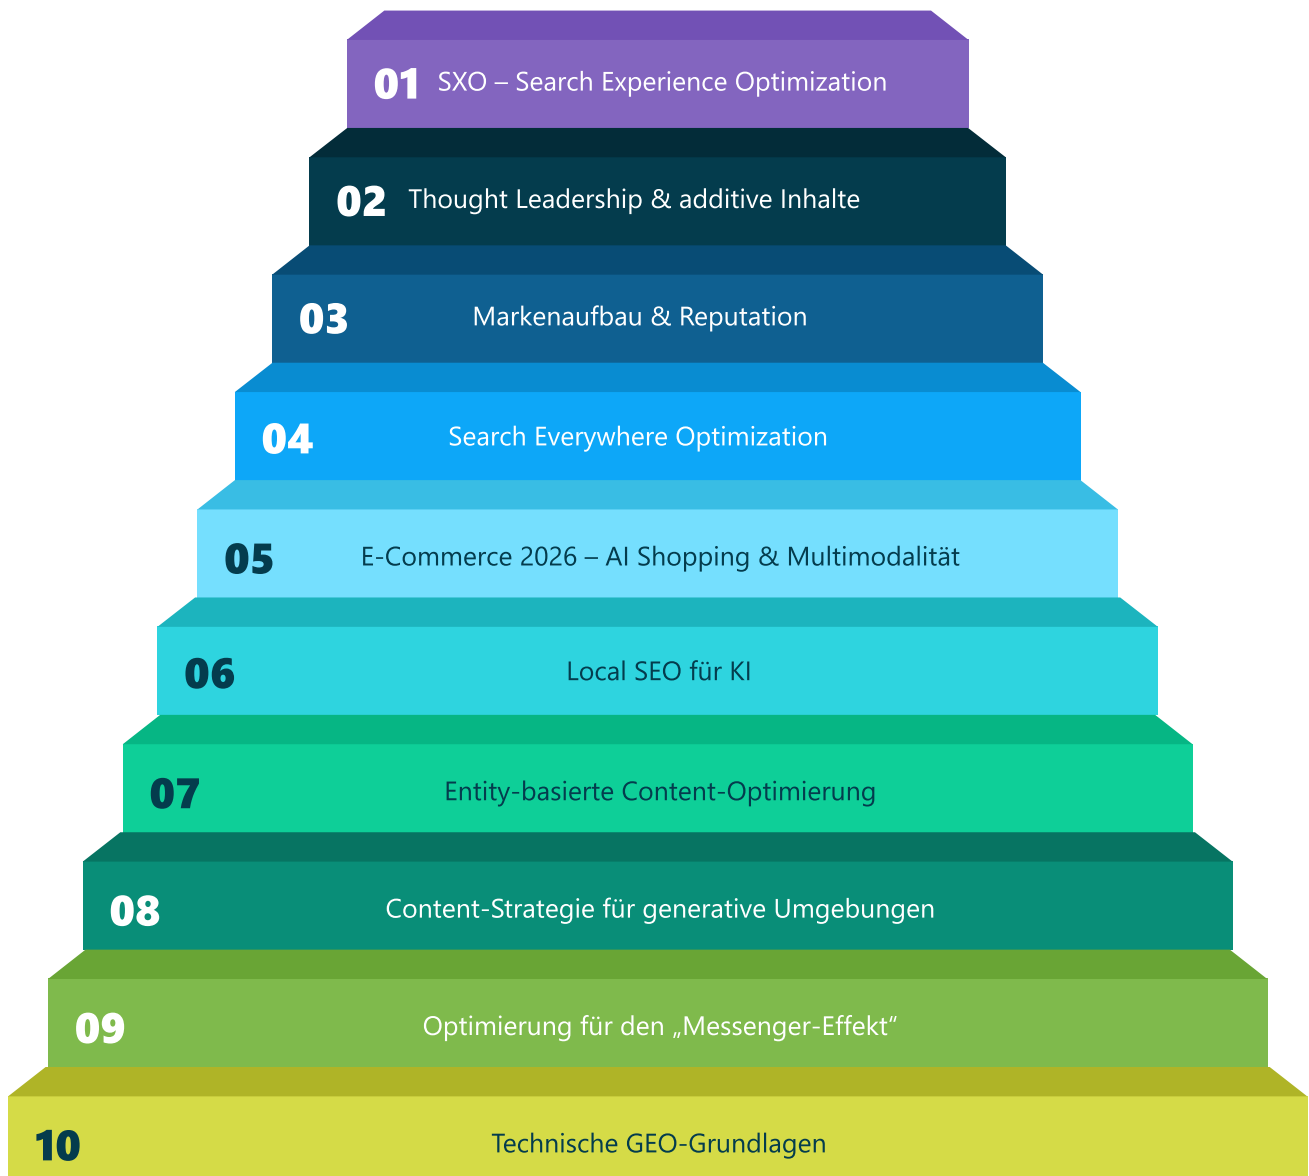 01 SXO – Search Experience Optimization
02 Thought Leadership & additive Inhalte
03 Markenaufbau & Reputation
04 Search Everywhere Optimization
05 E-Commerce 2026 – AI Shopping & Multimodalität
06 Local SEO für KI
07 Entity-basierte Content-Optimierung
08 Content-Strategie für generative Umgebungen
09 Optimierung für den „Messenger-Effekt“
10 Technische GEO-Grundlagen